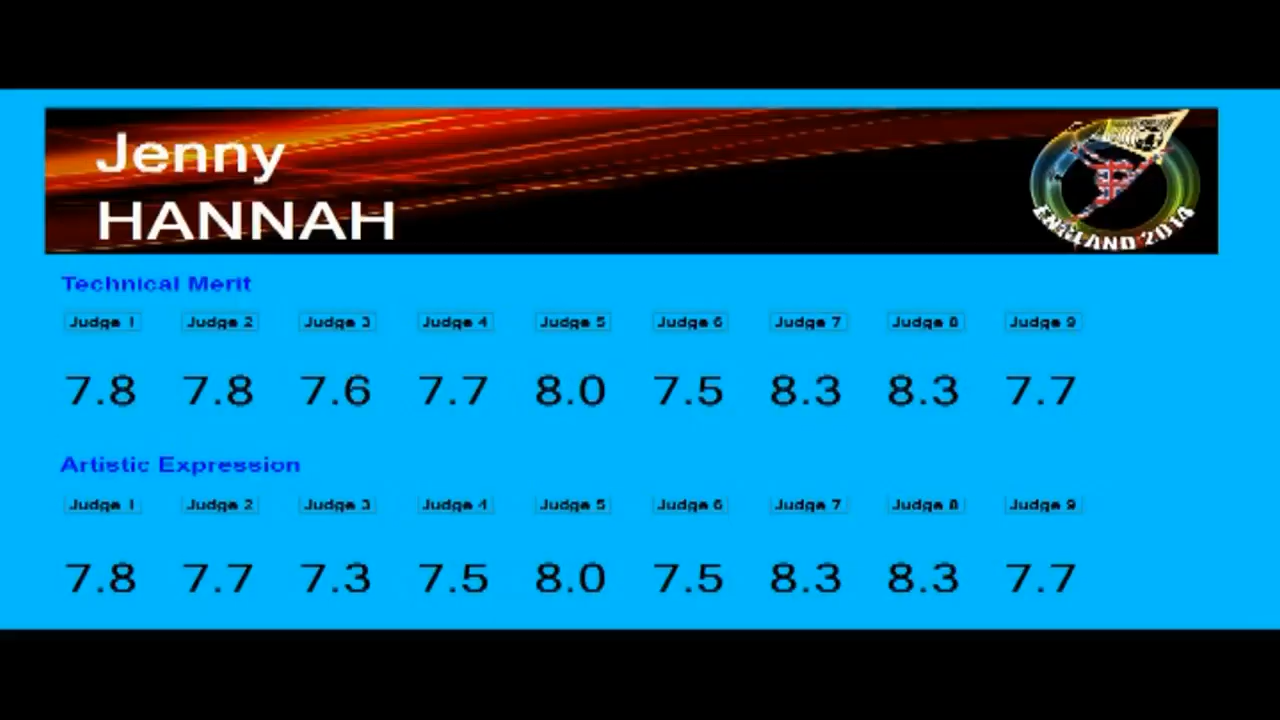 Jenny
HANNAH
ENGLAND 2014
Technical Merit
Judge 1 Judge 2 Judge 3 Judge 4 Judge 5 Judge 6 Judge 7 Judge 8 Judge 9
7.8 7.8 7.6 7.7 8.0 7.5 8.3 8.3 7.7
Artistic Expression
Judge 1 Judge 2 Judge 3 Judge 4 Judge 5 Judge 6 Judge 7 Judge 8 Judge 9
7.8 7.7 7.3 7.5 8.0 7.5 8.3 8.3 7.7